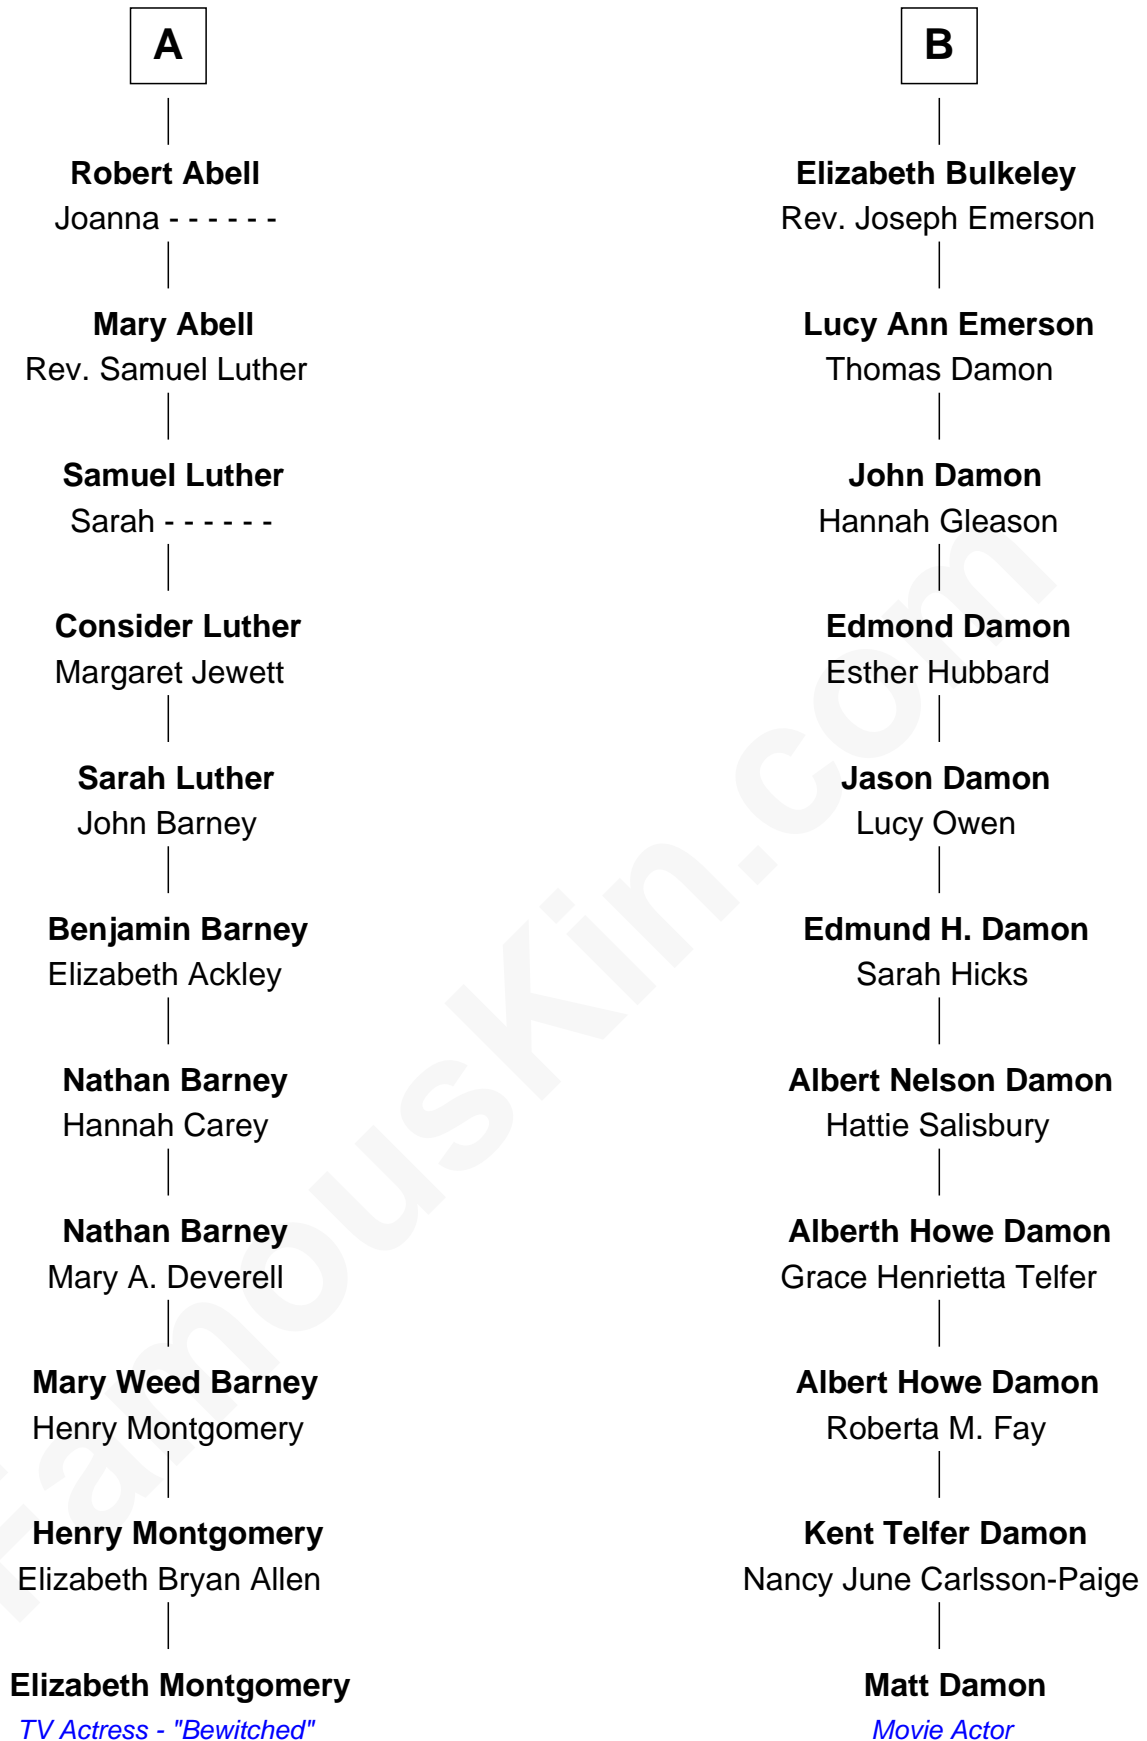 A
Robert Abell
Joanna - - - - - -
Mary Abell
Rev. Samuel Luther
Samuel Luther
Sarah - - - - - -
Consider Luther
Margaret Jewett
Sarah Luther
John Barney
Benjamin Barney
Elizabeth Ackley
Nathan Barney
Hannah Carey
Nathan Barney
Mary A. Deverell
Mary Weed Barney
Henry Montgomery
Henry Montgomery
Elizabeth Bryan Allen
Elizabeth Montgomery
TV Actress - "Bewitched"
B
Elizabeth Bulkeley
Rev. Joseph Emerson
Lucy Ann Emerson
Thomas Damon
John Damon
Hannah Gleason
Edmond Damon
Esther Hubbard
Jason Damon
Lucy Owen
Edmund H. Damon
Sarah Hicks
Albert Nelson Damon
Hattie Salisbury
Alberth Howe Damon
Grace Henrietta Telfer
Albert Howe Damon
Roberta M. Fay
Kent Telfer Damon
Nancy June Carlsson-Paige
Matt Damon
Movie Actor
FamousKin.com